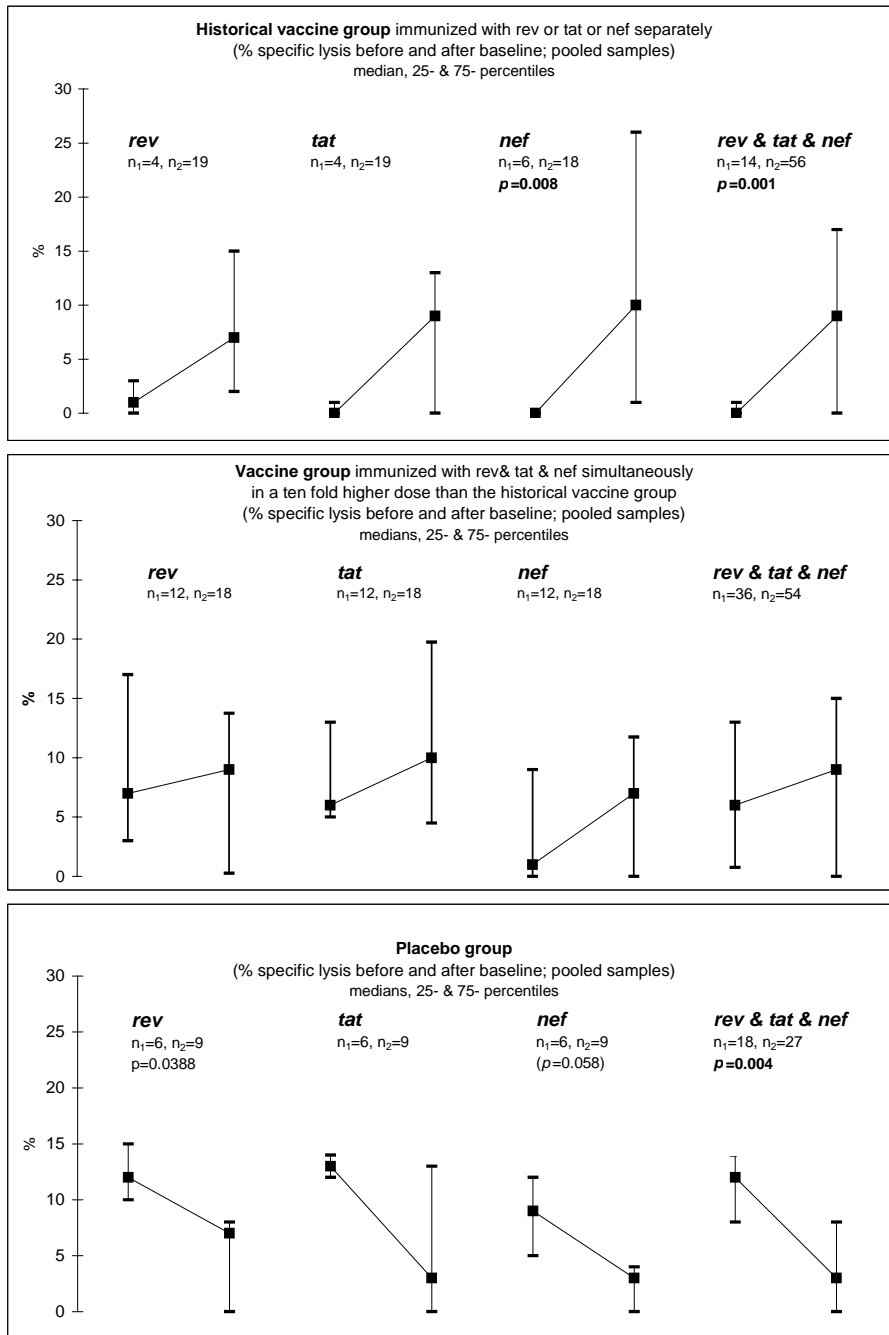 Historical vaccine group immunized with rev or tat or nef separately
(% specific lysis before and after baseline; pooled samples)
median, 25- & 75- percentiles
30
25
20
15
10
5
0
%
rev
n₁=4, n₂=19
tat
n₁=4, n₂=19
nef
n₁=6, n₂=18
p=0.008
rev & tat & nef
n₁=14, n₂=56
p=0.001
Vaccine group immunized with rev& tat & nef simultaneously
in a ten fold higher dose than the historical vaccine group
(% specific lysis before and after baseline; pooled samples)
medians, 25- & 75- percentiles
30
25
20
15
10
5
0
%
rev
n₁=12, n₂=18
tat
n₁=12, n₂=18
nef
n₁=12, n₂=18
rev & tat & nef
n₁=36, n₂=54
Placebo group
(% specific lysis before and after baseline; pooled samples)
medians, 25- & 75- percentiles
30
25
20
15
10
5
0
%
rev
n₁=6, n₂=9
p=0.0388
tat
n₁=6, n₂=9
nef
n₁=6, n₂=9
(p=0.058)
rev & tat & nef
n₁=18, n₂=27
p=0.004